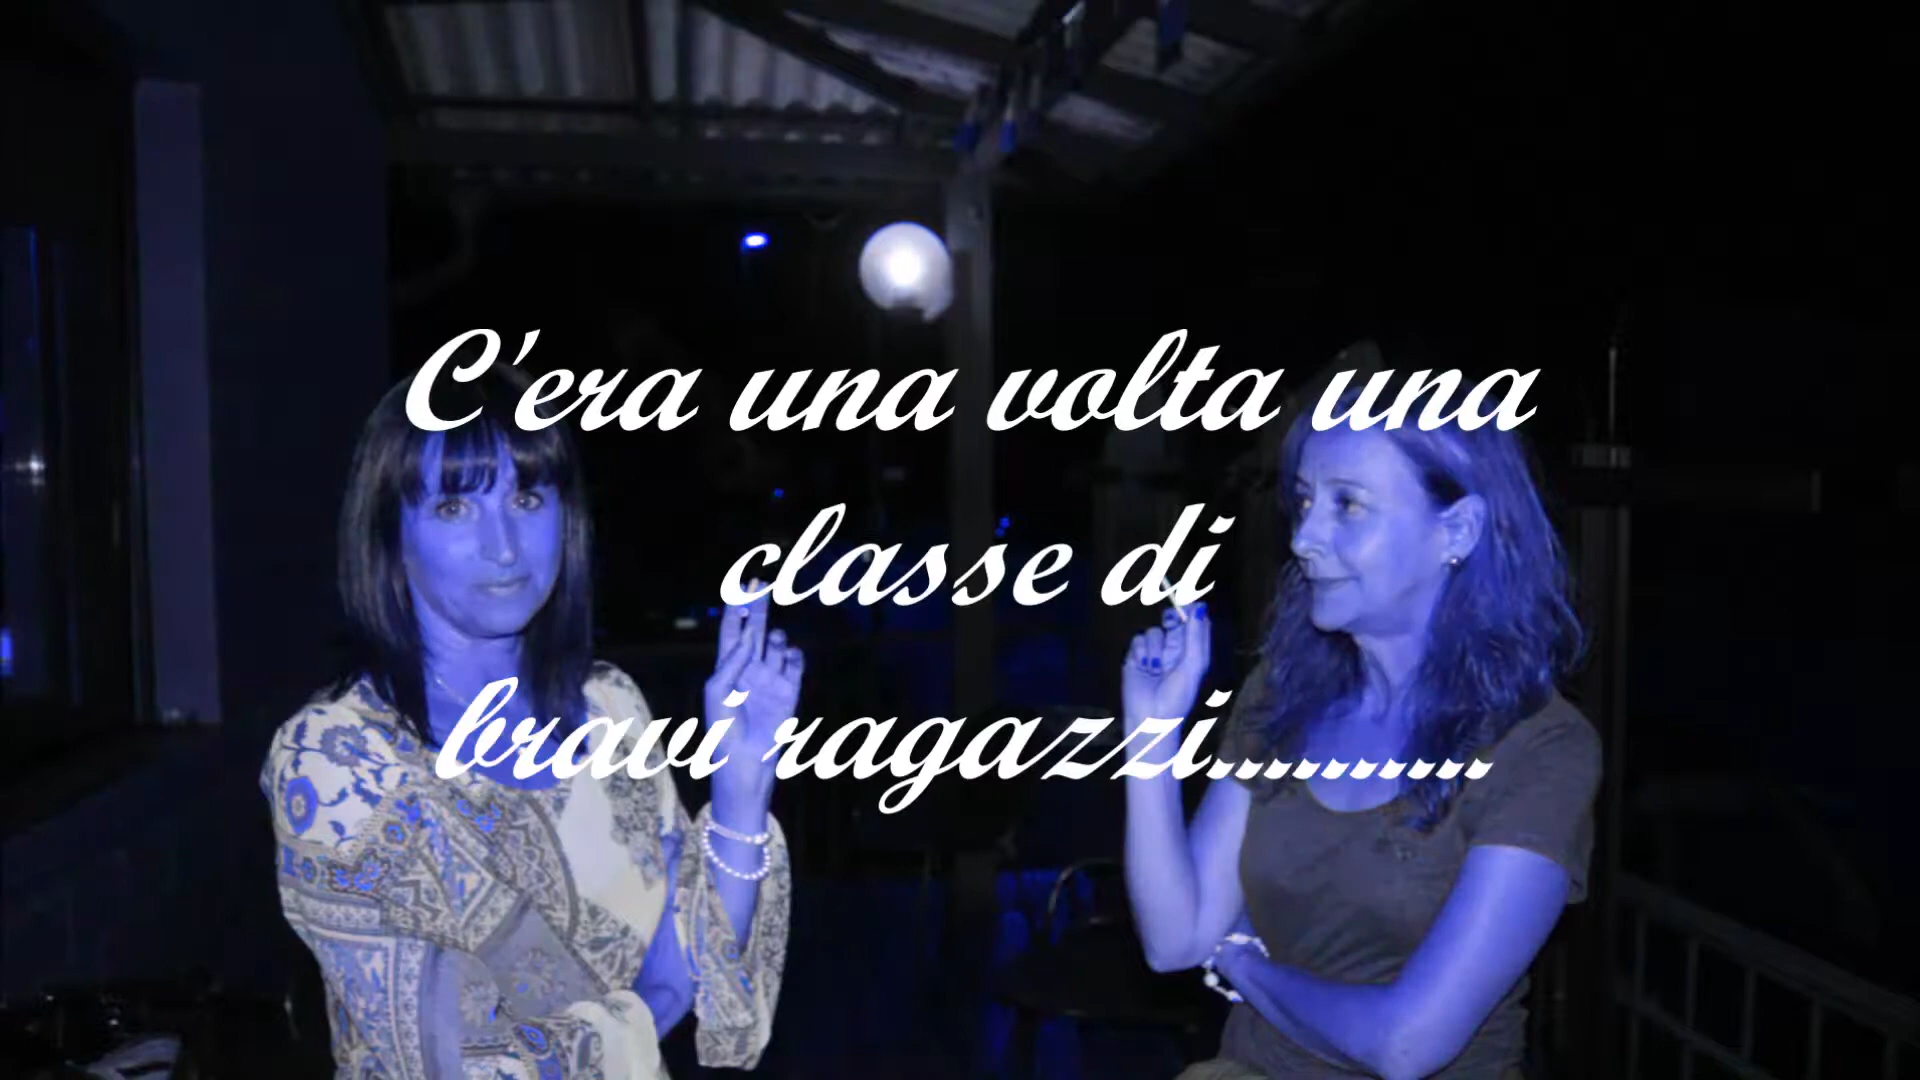 C'era una volta una
classe di
bravi ragazzi..........